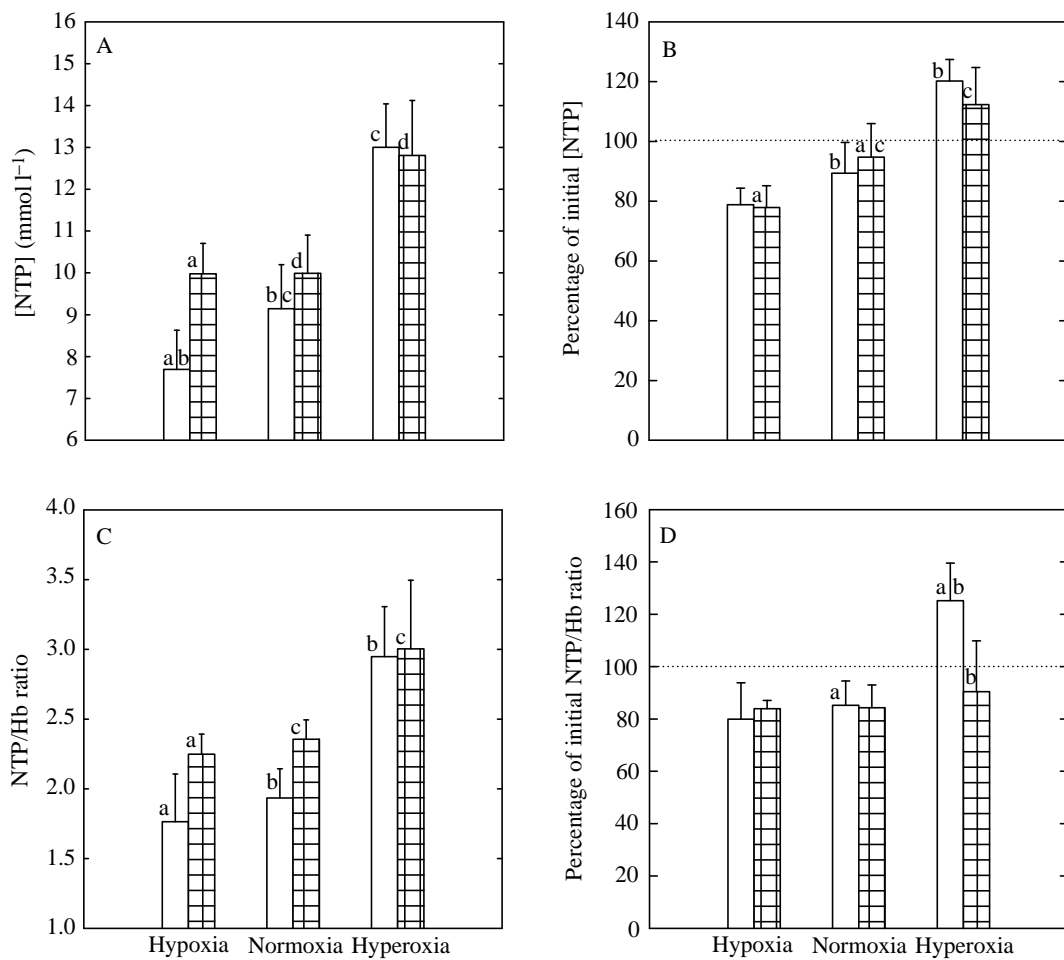 A
16
15
14
13
12
11
10
9
8
7
6
[NTP] (mmol l⁻¹)
a b
a
b c
d
c
d
B
140
120
100
80
60
40
20
0
Percentage of initial [NTP]
a
b
a c
b
c
C
4.0
3.5
3.0
2.5
2.0
1.5
1.0
NTP/Hb ratio
a
a
b
c
b
c
Hypoxia Normoxia Hyperoxia
D
160
140
120
100
80
60
40
20
0
Percentage of initial NTP/Hb ratio
a
a b
b
Hypoxia Normoxia Hyperoxia